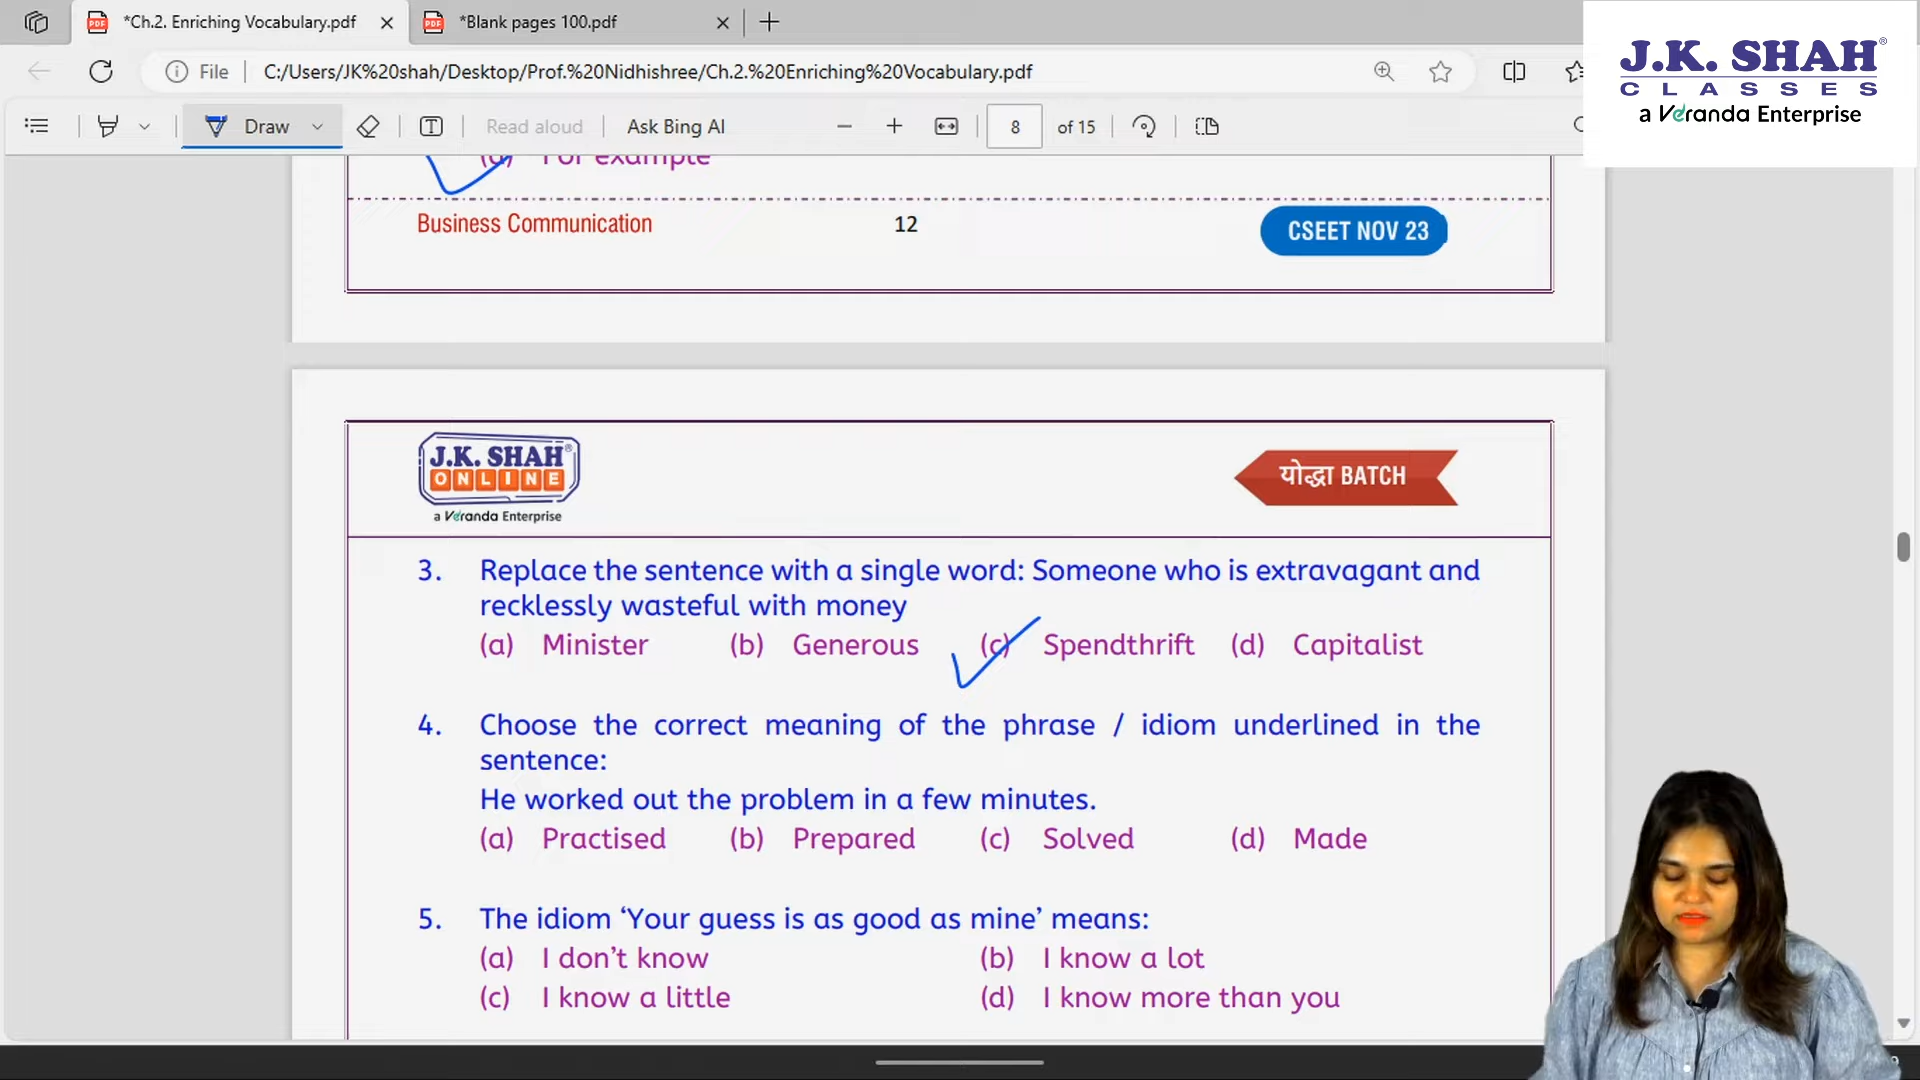 *Ch.2. Enriching Vocabulary.pdf
*Blank pages 100.pdf
File
C:/Users/JK%20shah/Desktop/Prof.%20Nidhishree/Ch.2.%20Enriching%20Vocabulary.pdf
J.K. SHAH®
CLASSES
a Veranda Enterprise
Draw
Read aloud
Ask Bing AI
8
of 15
(d) For example
Business Communication
12
CSEET NOV 23
J.K. SHAH®
ONLINE
a Veranda Enterprise
योद्धा BATCH
3. Replace the sentence with a single word: Someone who is extravagant and
recklessly wasteful with money
(a) Minister (b) Generous (c) Spendthrift (d) Capitalist
4. Choose the correct meaning of the phrase / idiom underlined in the
sentence:
He worked out the problem in a few minutes.
(a) Practised (b) Prepared (c) Solved (d) Made
5. The idiom ‘Your guess is as good as mine’ means:
(a) I don’t know (b) I know a lot
(c) I know a little (d) I know more than you